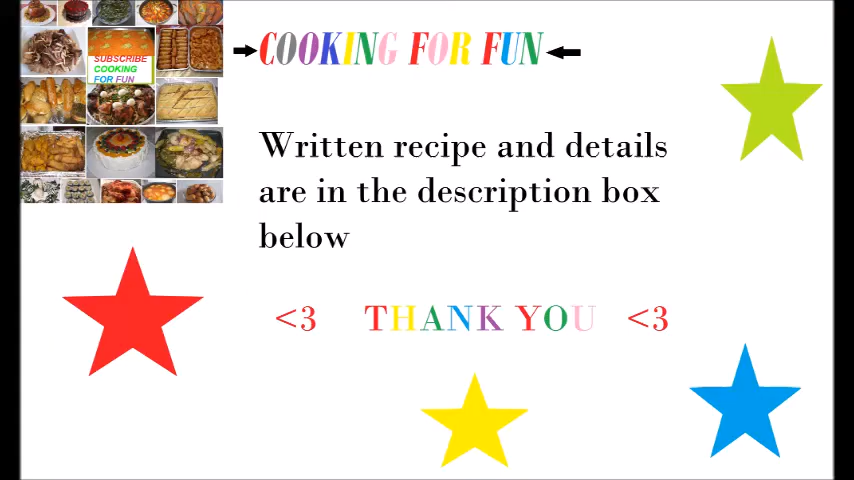 COOKING FOR FUN
SUBSCRIBE
COOKING
FOR FUN
Written recipe and details
are in the description box
below
<3 THANK YOU <3